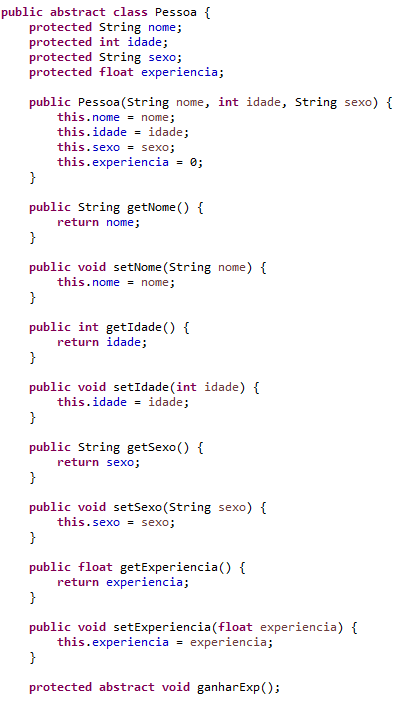 public abstract class Pessoa {
    protected String nome;
    protected int idade;
    protected String sexo;
    protected float experiencia;

    public Pessoa(String nome, int idade, String sexo) {
        this.nome = nome;
        this.idade = idade;
        this.sexo = sexo;
        this.experiencia = 0;
    }

    public String getNome() {
        return nome;
    }

    public void setNome(String nome) {
        this.nome = nome;
    }

    public int getIdade() {
        return idade;
    }

    public void setIdade(int idade) {
        this.idade = idade;
    }

    public String getSexo() {
        return sexo;
    }

    public void setSexo(String sexo) {
        this.sexo = sexo;
    }

    public float getExperiencia() {
        return experiencia;
    }

    public void setExperiencia(float experiencia) {
        this.experiencia = experiencia;
    }

    protected abstract void ganharExp();